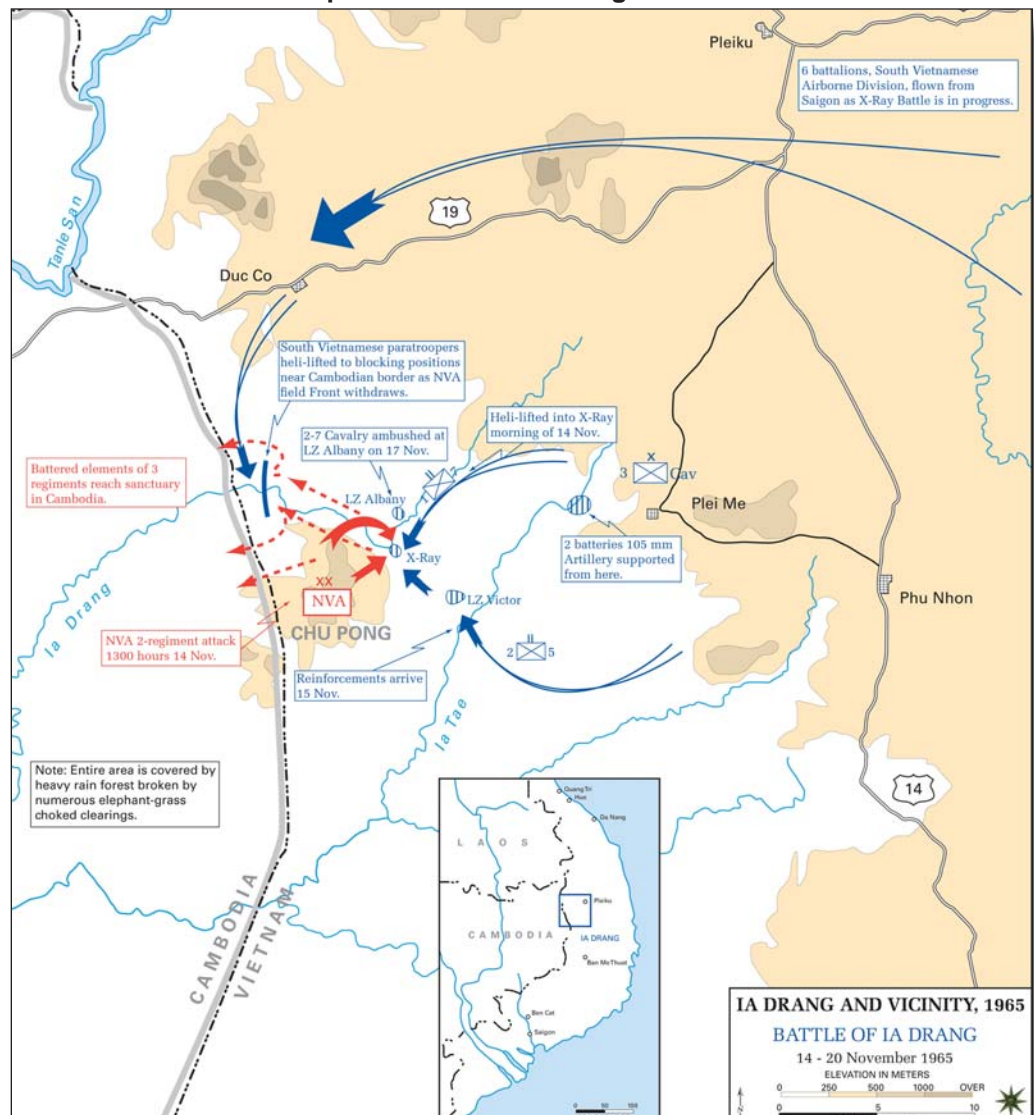 Pleiku
6 battalions, South Vietnamese
Airborne Division, flown from
Saigon as X-Ray Battle is in progress.
Tanle San
19
Duc Co
South Vietnamese paratroopers
heli-lifted to blocking positions
near Cambodian border as NVA
field Front withdraws.
2-7 Cavalry ambushed at
LZ Albany on 17 Nov.
Heli-lifted into X-Ray
morning of 14 Nov.
Battered elements of 3
regiments reach sanctuary
in Cambodia.
LZ Albany
1
7
X
3
Cav
Plei Me
X-Ray
2 batteries 105 mm
Artillery supported
from here.
XX
NVA
CHU PONG
LZ Victor
Phu Nhon
Ia Drang
NVA 2-regiment attack
1300 hours 14 Nov.
Reinforcements arrive
15 Nov.
II
2
5
Ia Tae
Note: Entire area is covered by
heavy rain forest broken by
numerous elephant-grass
choked clearings.
14
CAMBODIA
VIETNAM
Quang Tri
Hue
Da Nang
LAOS
Pleiku
CAMBODIA
IA DRANG
Ban Me Thuot
Ben Cat
Saigon
0 50 100
IA DRANG AND VICINITY, 1965
BATTLE OF IA DRANG
14 - 20 November 1965
ELEVATION IN METERS
0 250 500 1000 OVER
0 5 10